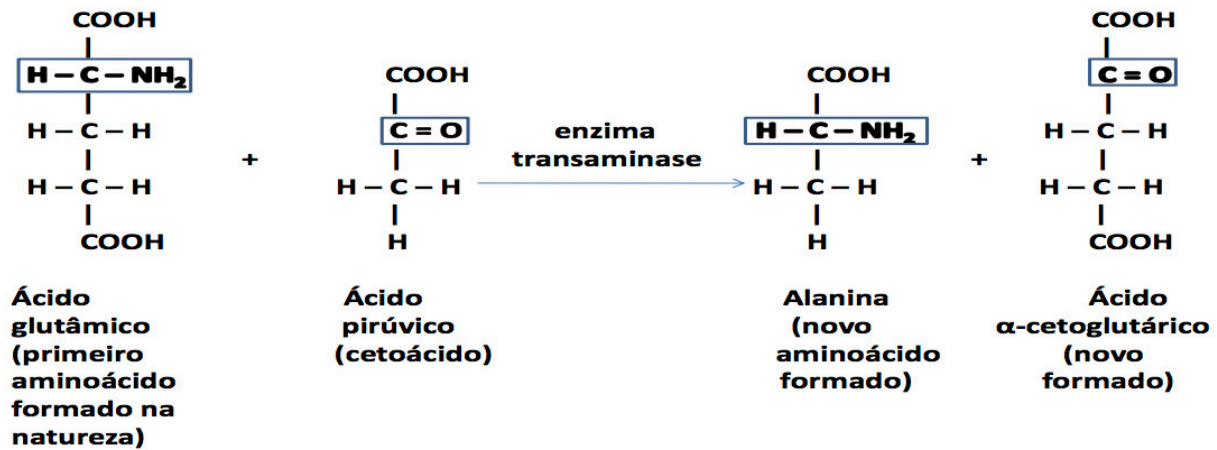 COOH
|
H – C – NH₂
|
H – C – H
|
H – C – H
|
COOH
+
COOH
|
C = O
|
H – C – H
|
H
enzima
transaminase
COOH
|
H – C – NH₂
|
H – C – H
|
H
+
COOH
|
C = O
|
H – C – H
|
H – C – H
|
COOH
Ácido
glutâmico
(primeiro
aminoácido
formado na
natureza)
Ácido
pirúvico
(cetoácido)
Alanina
(novo
aminoácido
formado)
Ácido
α-cetoglutárico
(novo
formado)